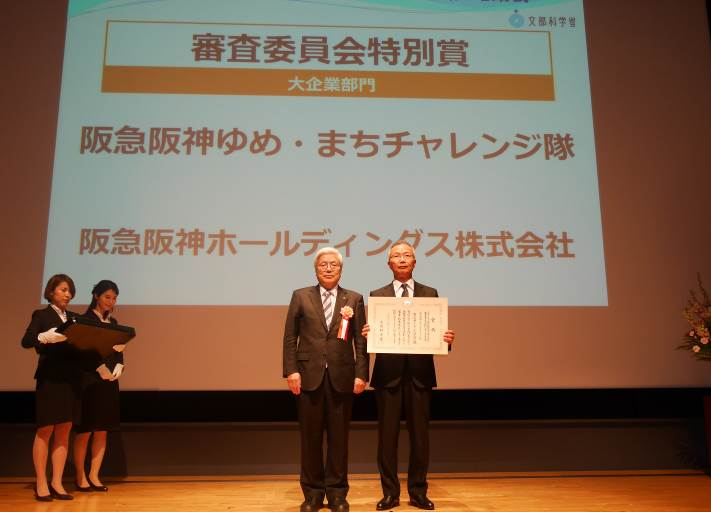 文部科学省
審査委員会特別賞
大企業部門
阪急阪神ゆめ・まちチャレンジ隊
阪急阪神ホールディングス株式会社
賞状